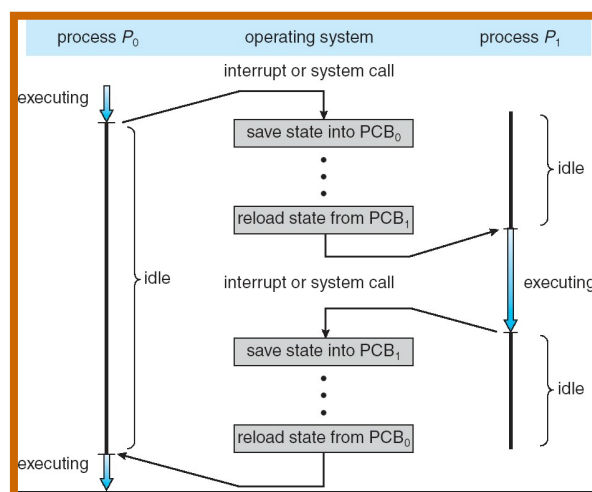 process P₀ operating system process P₁
interrupt or system call
executing
save state into PCB₀
idle
reload state from PCB₁
idle
interrupt or system call
executing
save state into PCB₁
idle
reload state from PCB₀
executing